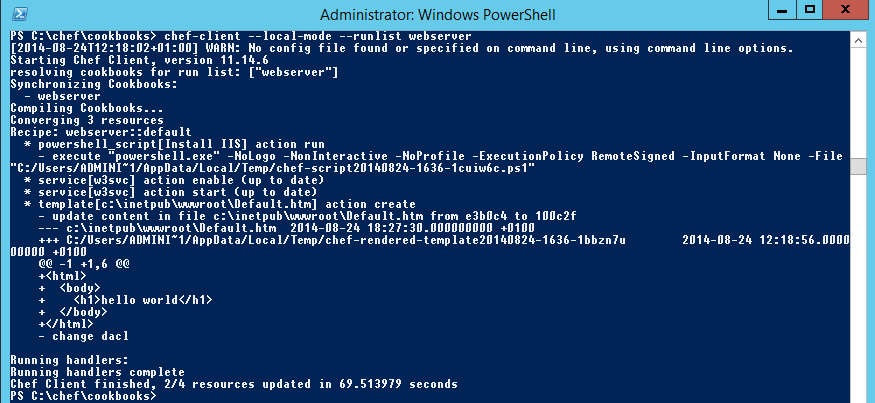 Administrator: Windows PowerShell
PS C:\chef\cookbooks> chef-client --local-mode --runlist webserver
[2014-08-24T12:18:02+01:00] WARN: No config file found or specified on command line, using command line options.
Starting Chef Client, version 11.14.6
resolving cookbooks for run list: ["webserver"]
Synchronizing Cookbooks:
  - webserver
Compiling Cookbooks...
Converging 3 resources
Recipe: webserver::default
  * powershell_script[Install IIS] action run
    - execute "powershell.exe" -NoLogo -NonInteractive -NoProfile -ExecutionPolicy RemoteSigned -InputFormat None -File
"C:/Users/ADMINI~1/AppData/Local/Temp/chef-script20140824-1636-1cuiw6c.ps1"
  * service[w3svc] action enable (up to date)
  * service[w3svc] action start (up to date)
  * template[c:\inetpub\wwwroot\Default.htm] action create
    - update content in file c:\inetpub\wwwroot\Default.htm from e3b0c4 to 100c2f
    --- c:\inetpub\wwwroot\Default.htm  2014-08-24 18:27:30.000000000 +0100
    +++ C:/Users/ADMINI~1/AppData/Local/Temp/chef-rendered-template20140824-1636-1bbzn7u       2014-08-24 12:18:56.0000
00000 +0100
    @@ -1 +1,6 @@
    +<html>
    +  <body>
    +    <h1>hello world</h1>
    +  </body>
    +</html>
    - change dacl
Running handlers:
Running handlers complete
Chef Client finished, 2/4 resources updated in 69.513979 seconds
PS C:\chef\cookbooks>